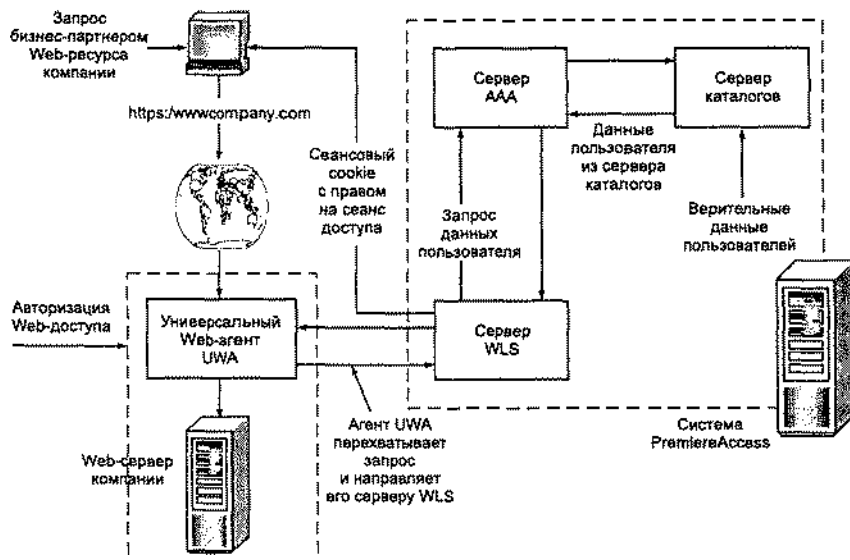 Запрос
бизнес-партнером
Web-ресурса
компании
https:/wwwcompany.com
Сеансовый
cookie
с правом
на сеанс
доступа
Сервер
ААА
Сервер
каталогов
Данные
пользователя
из сервера
каталогов
Запрос
данных
пользователя
Верительные
данные
пользователей
Авторизация
Web-доступа
Универсальный
Web-агент
UWA
Сервер
WLS
Агент UWA
перехватывает
запрос
и направляет
его серверу WLS
Web-сервер
компании
Система
PremiereAccess